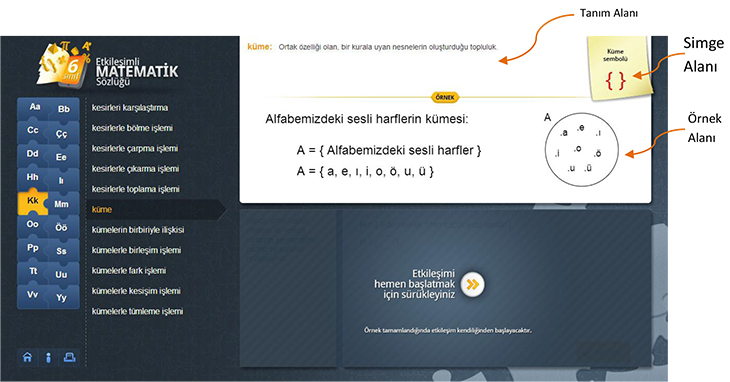 Tanım Alanı
Simge
Alanı
Örnek
Alanı
6
sınıf
Etkileşimli
MATEMATİK
Sözlüğü
Aa Bb
Cc Çç
Dd Ee
Hh Iı
Kk Mm
Oo Öö
Pp Ss
Tt Uu
Vv Yy
kesirleri karşılaştırma
kesirlerle bölme işlemi
kesirlerle çarpma işlemi
kesirlerle çıkarma işlemi
kesirlerle toplama işlemi
küme
kümelerin birbiriyle ilişkisi
kümelerle birleşim işlemi
kümelerle fark işlemi
kümelerle kesişim işlemi
kümelerle tümleme işlemi
küme: Ortak özelliği olan, bir kurala uyan nesnelerin oluşturduğu topluluk.
Küme
sembolü
{ }
ÖRNEK
Alfabemizdeki sesli harflerin kümesi:
A = { Alfabemizdeki sesli harfler }
A = { a, e, ı, i, o, ö, u, ü }
A
.a .e .ı
.i .o .ö
.u .ü
Etkileşimi
hemen başlatmak
için sürükleyiniz
Örnek tamamlandığında etkileşim kendiliğinden başlayacaktır.